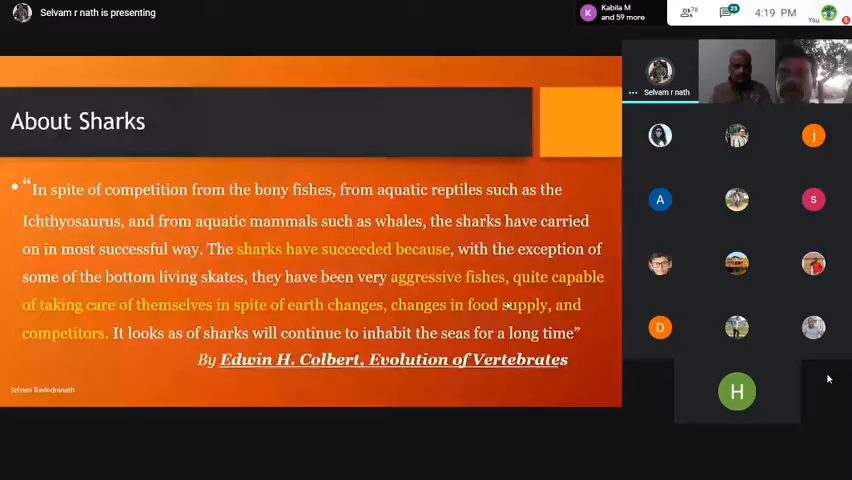 Selvam r nath is presenting
K
Kabila M
and 59 more
78
23
4:19 PM
You
About Sharks
• “In spite of competition from the bony fishes, from aquatic reptiles such as the
Ichthyosaurus, and from aquatic mammals such as whales, the sharks have carried
on in most successful way. The sharks have succeeded because, with the exception of
some of the bottom living skates, they have been very aggressive fishes, quite capable
of taking care of themselves in spite of earth changes, changes in food supply, and
competitors. It looks as of sharks will continue to inhabit the seas for a long time”
By Edwin H. Colbert, Evolution of Vertebrates
Selvam Ravindranath
Selvam r nath
j
A
S
D
H